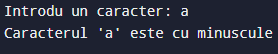 Introdu un caracter: a
Caracterul 'a' este cu minuscule